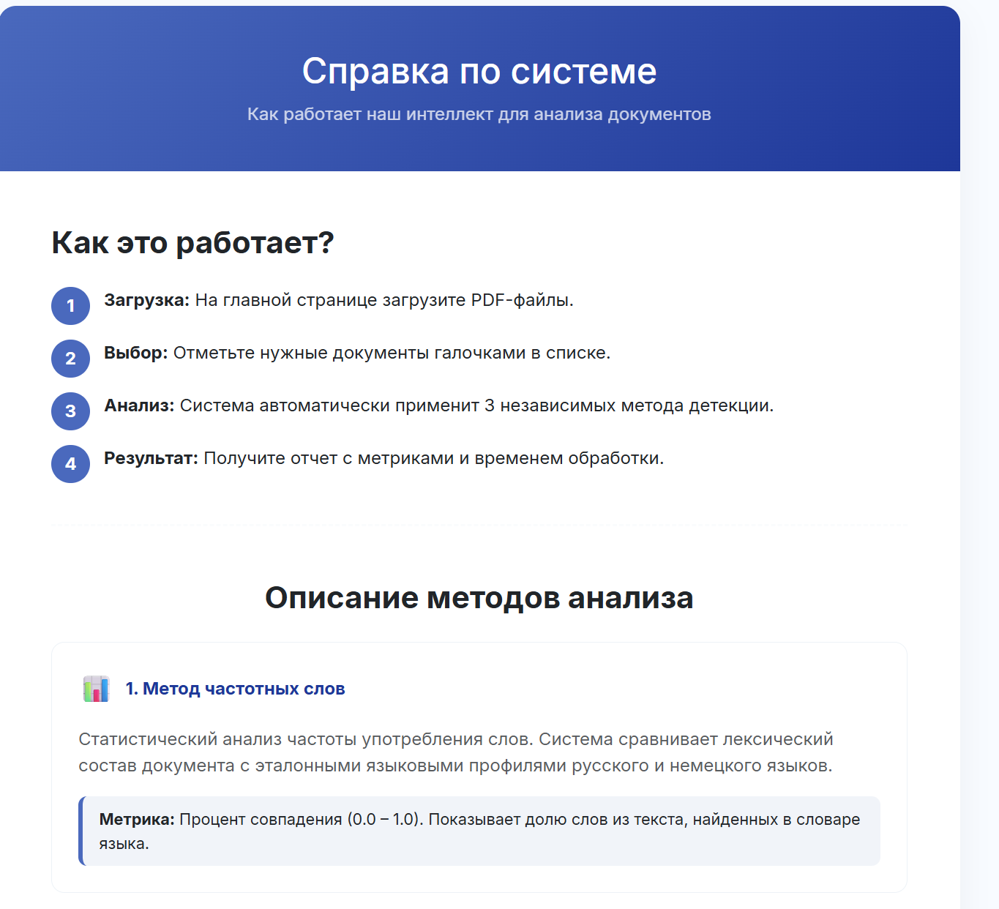 Справка по системе
Как работает наш интеллект для анализа документов
Как это работает?
1 Загрузка: На главной странице загрузите PDF-файлы.
2 Выбор: Отметьте нужные документы галочками в списке.
3 Анализ: Система автоматически применит 3 независимых метода детекции.
4 Результат: Получите отчет с метриками и временем обработки.
Описание методов анализа
1. Метод частотных слов
Статистический анализ частоты употребления слов. Система сравнивает лексический
состав документа с эталонными языковыми профилями русского и немецкого языков.
Метрика: Процент совпадения (0.0 – 1.0). Показывает долю слов из текста, найденных в словаре
языка.